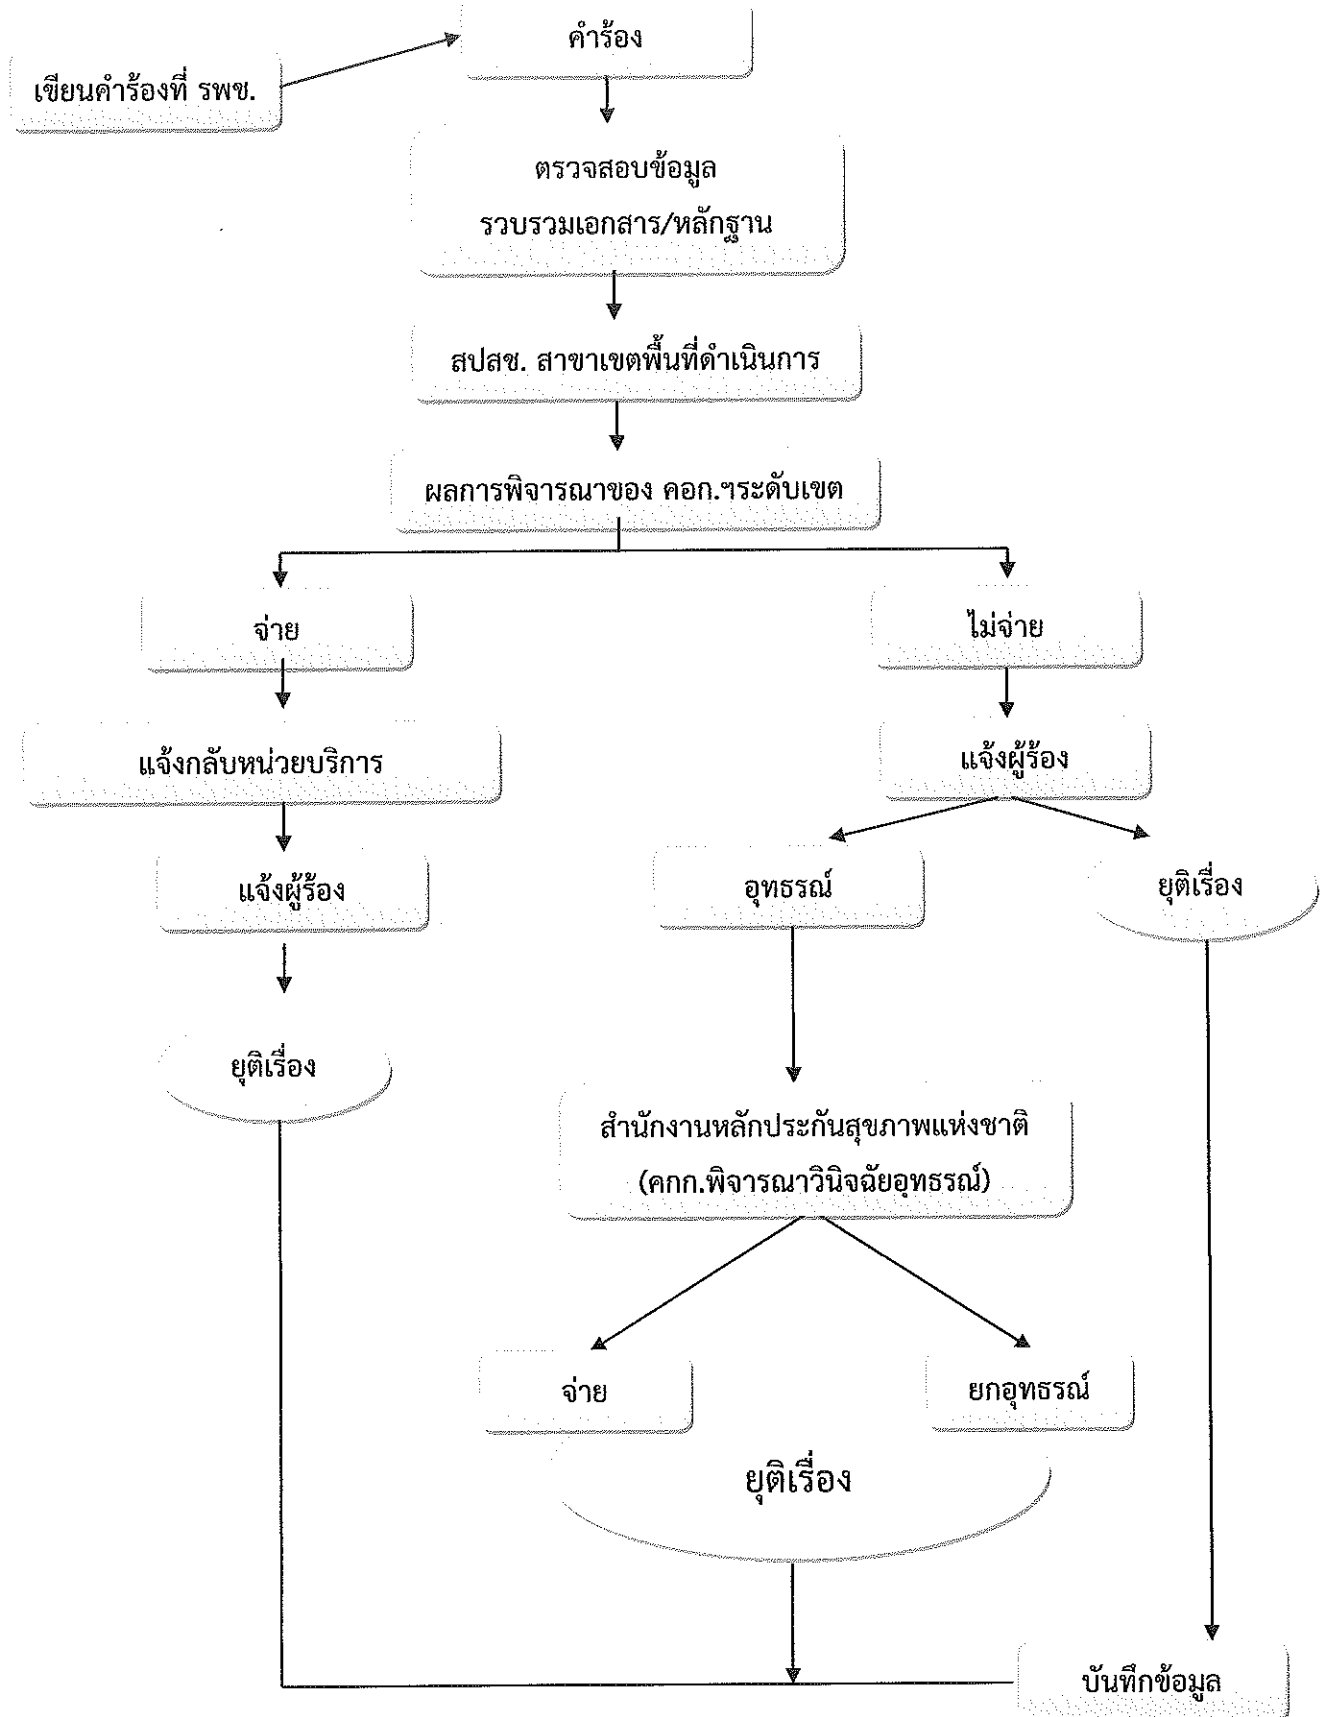 คำร้อง
เขียนคำร้องที่ รพช.
ตรวจสอบข้อมูล
รวบรวมเอกสาร/หลักฐาน
สปสช. สาขาเขตพื้นที่ดำเนินการ
ผลการพิจารณาของ คอก.ฯระดับเขต
จ่าย
ไม่จ่าย
แจ้งกลับหน่วยบริการ
แจ้งผู้ร้อง
แจ้งผู้ร้อง
อุทธรณ์
ยุติเรื่อง
ยุติเรื่อง
สำนักงานหลักประกันสุขภาพแห่งชาติ
(คกก.พิจารณาวินิจฉัยอุทธรณ์)
จ่าย
ยกอุทธรณ์
ยุติเรื่อง
บันทึกข้อมูล